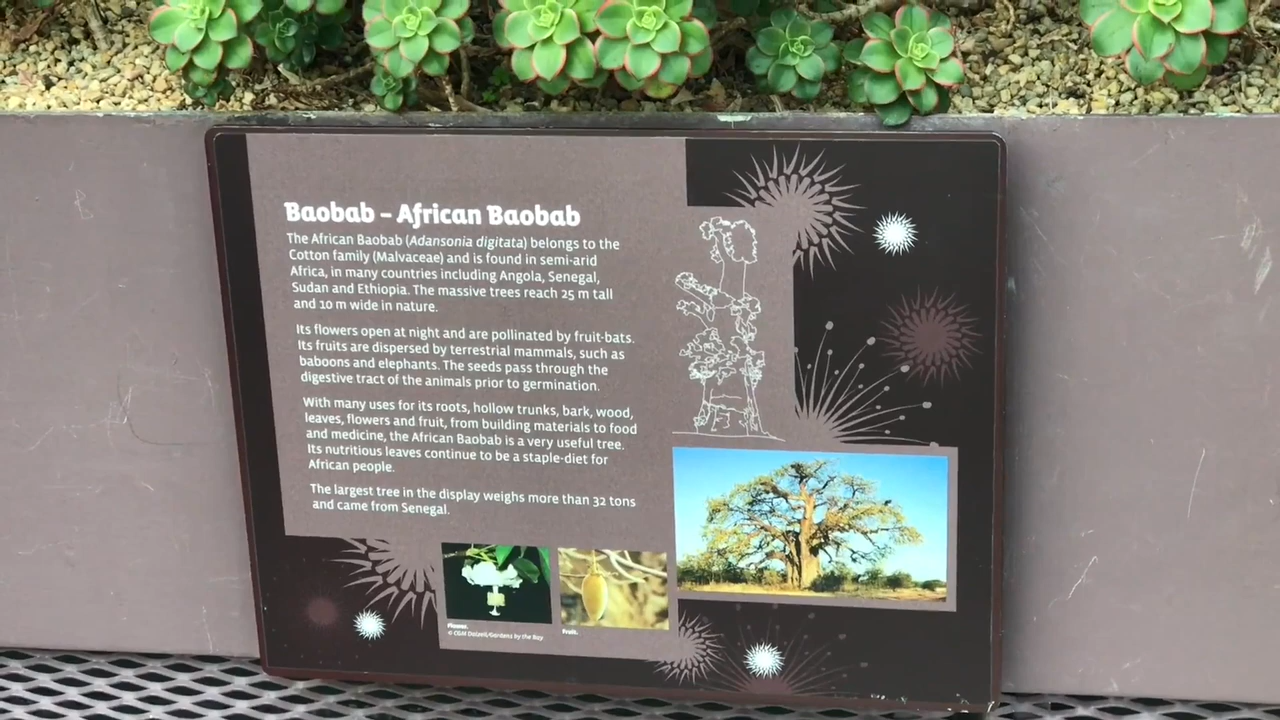 Baobab – African Baobab
The African Baobab (Adansonia digitata) belongs to the
Cotton family (Malvaceae) and is found in semi-arid
Africa, in many countries including Angola, Senegal,
Sudan and Ethiopia. The massive trees reach 25 m tall
and 10 m wide in nature.
Its flowers open at night and are pollinated by fruit-bats.
Its fruits are dispersed by terrestrial mammals, such as
baboons and elephants. The seeds pass through the
digestive tract of the animals prior to germination.
With many uses for its roots, hollow trunks, bark, wood,
leaves, flowers and fruit, from building materials to food
and medicine, the African Baobab is a very useful tree.
Its nutritious leaves continue to be a staple-diet for
African people.
The largest tree in the display weighs more than 32 tons
and came from Senegal.
Flower.
© CGM Dalzell/Gardens by the Bay
Fruit.